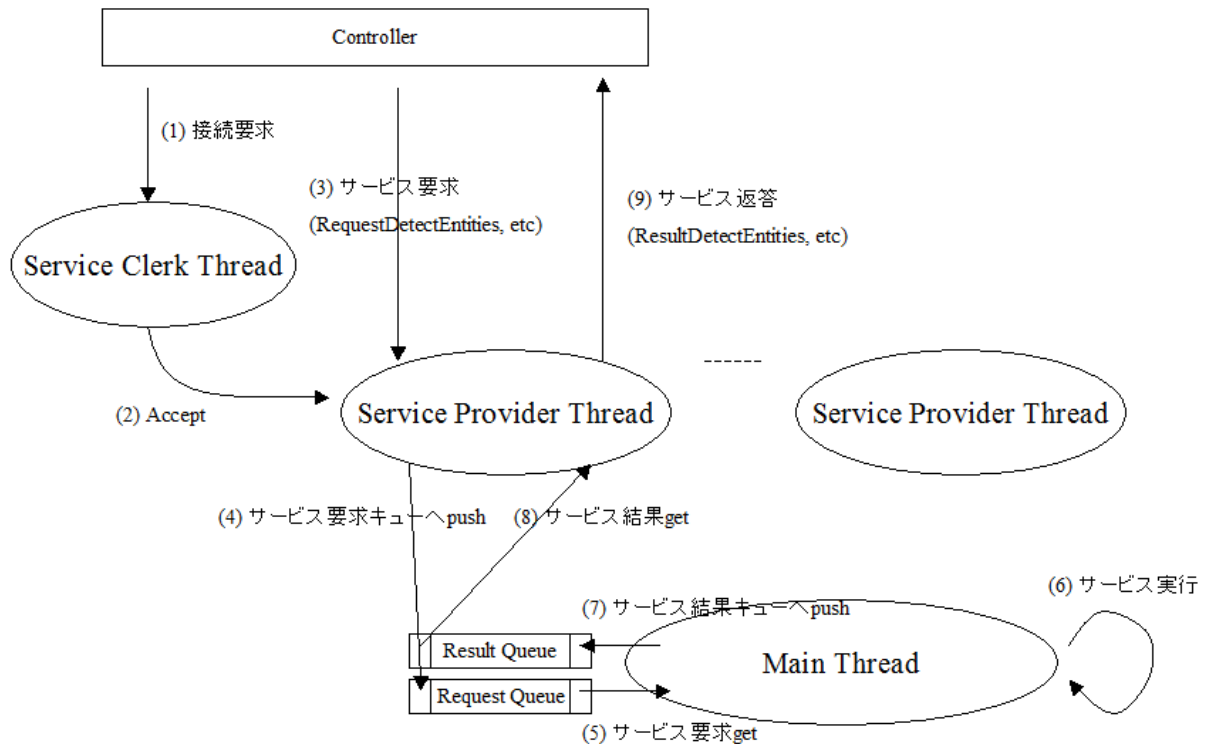 Controller
(1) 接続要求
(3) サービス要求
(RequestDetectEntities, etc)
(9) サービス返答
(ResultDetectEntities, etc)
Service Clerk Thread
(2) Accept
Service Provider Thread
------
Service Provider Thread
(4) サービス要求キューへpush
(8) サービス結果get
(6) サービス実行
(7) サービス結果キューへpush
Result Queue
Main Thread
Request Queue
(5) サービス要求get